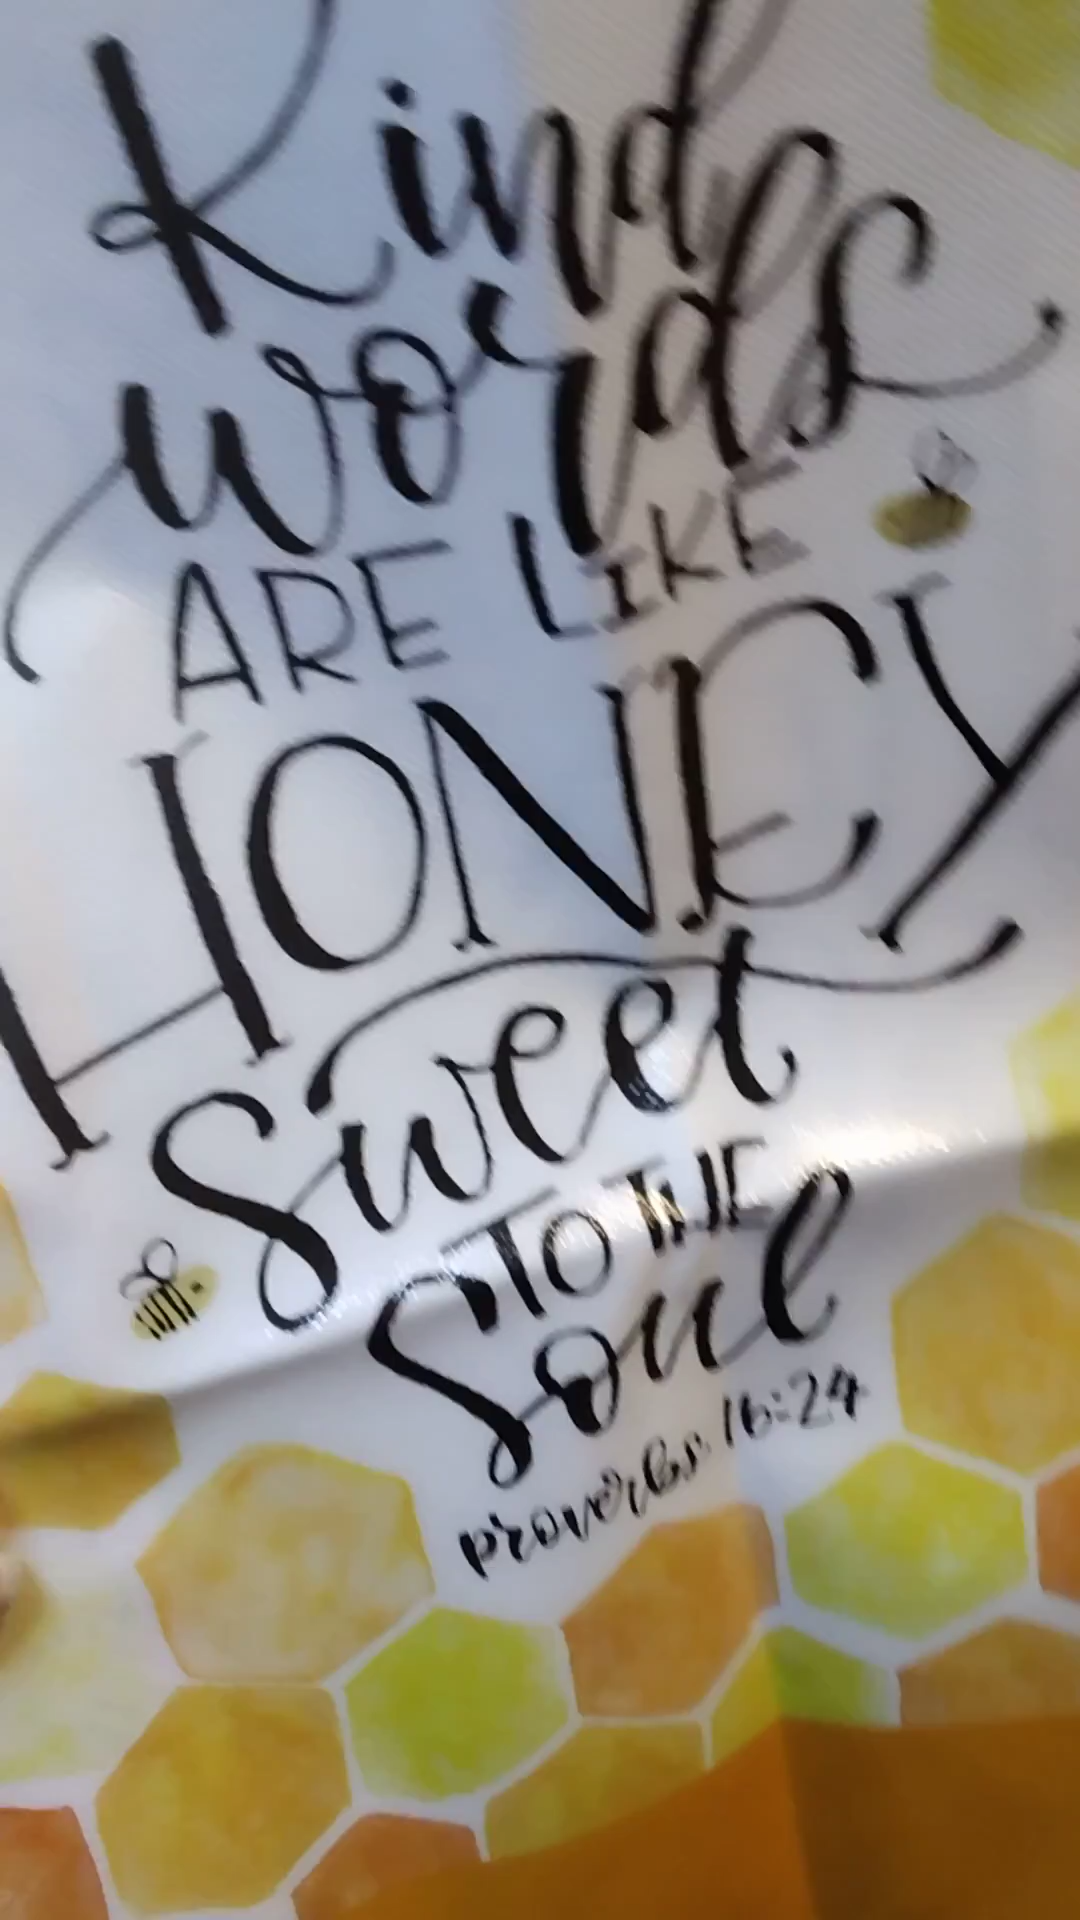 Kind
words
ARE LIKE
HONEY
Sweet
TO THE
Soul
proverbs 16:24